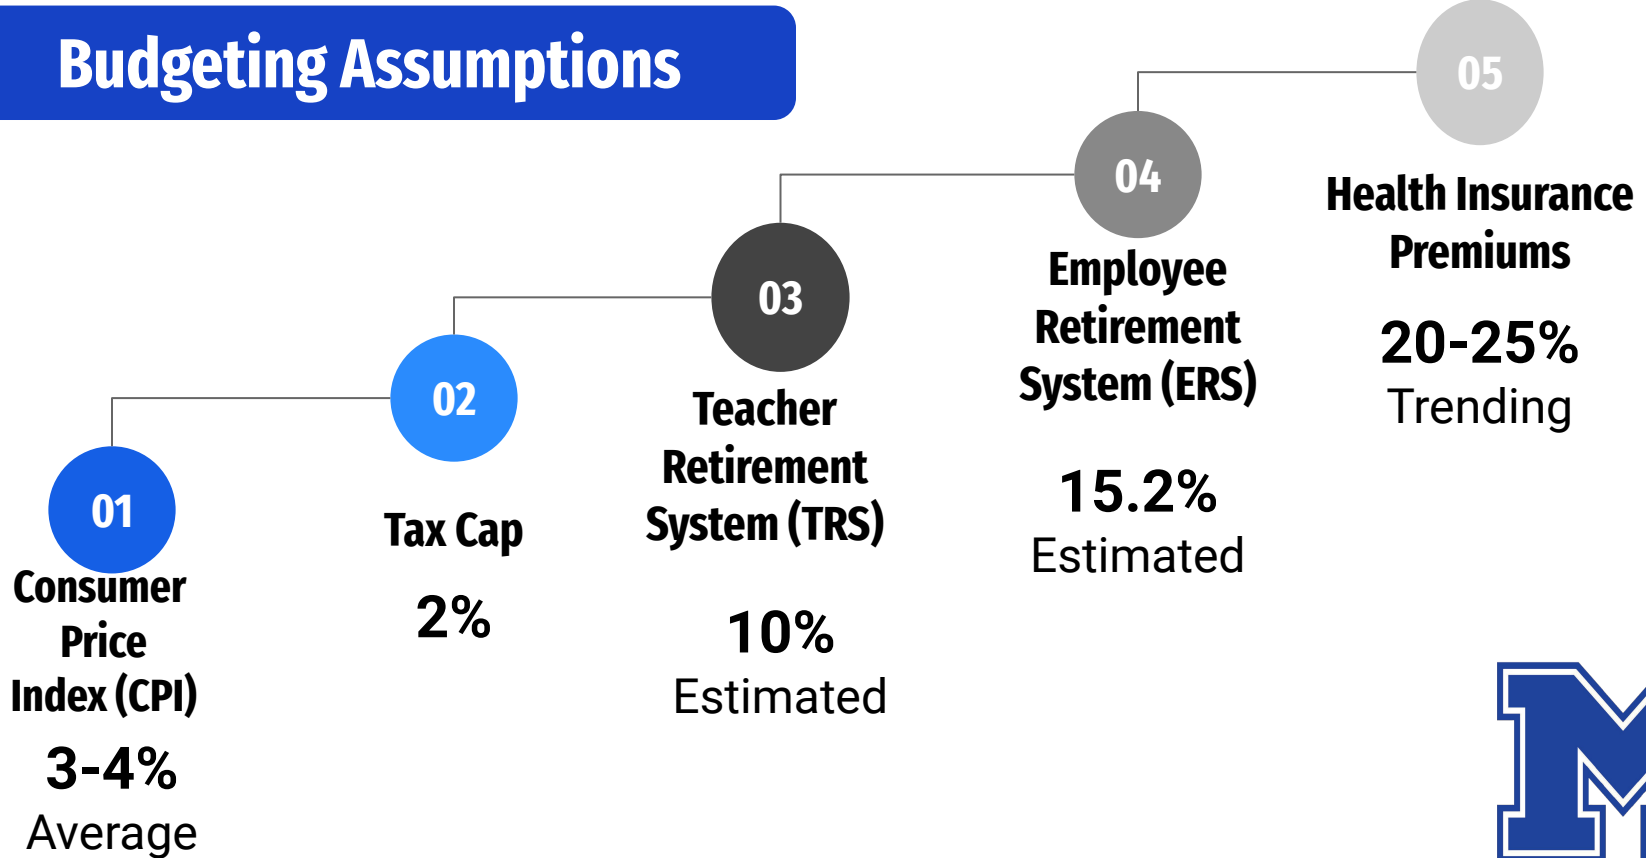 Budgeting Assumptions
01
Consumer
Price
Index (CPI)
3-4%
Average
02
Tax Cap
2%
03
Teacher
Retirement
System (TRS)
10%
Estimated
04
Employee
Retirement
System (ERS)
15.2%
Estimated
05
Health Insurance
Premiums
20-25%
Trending
M